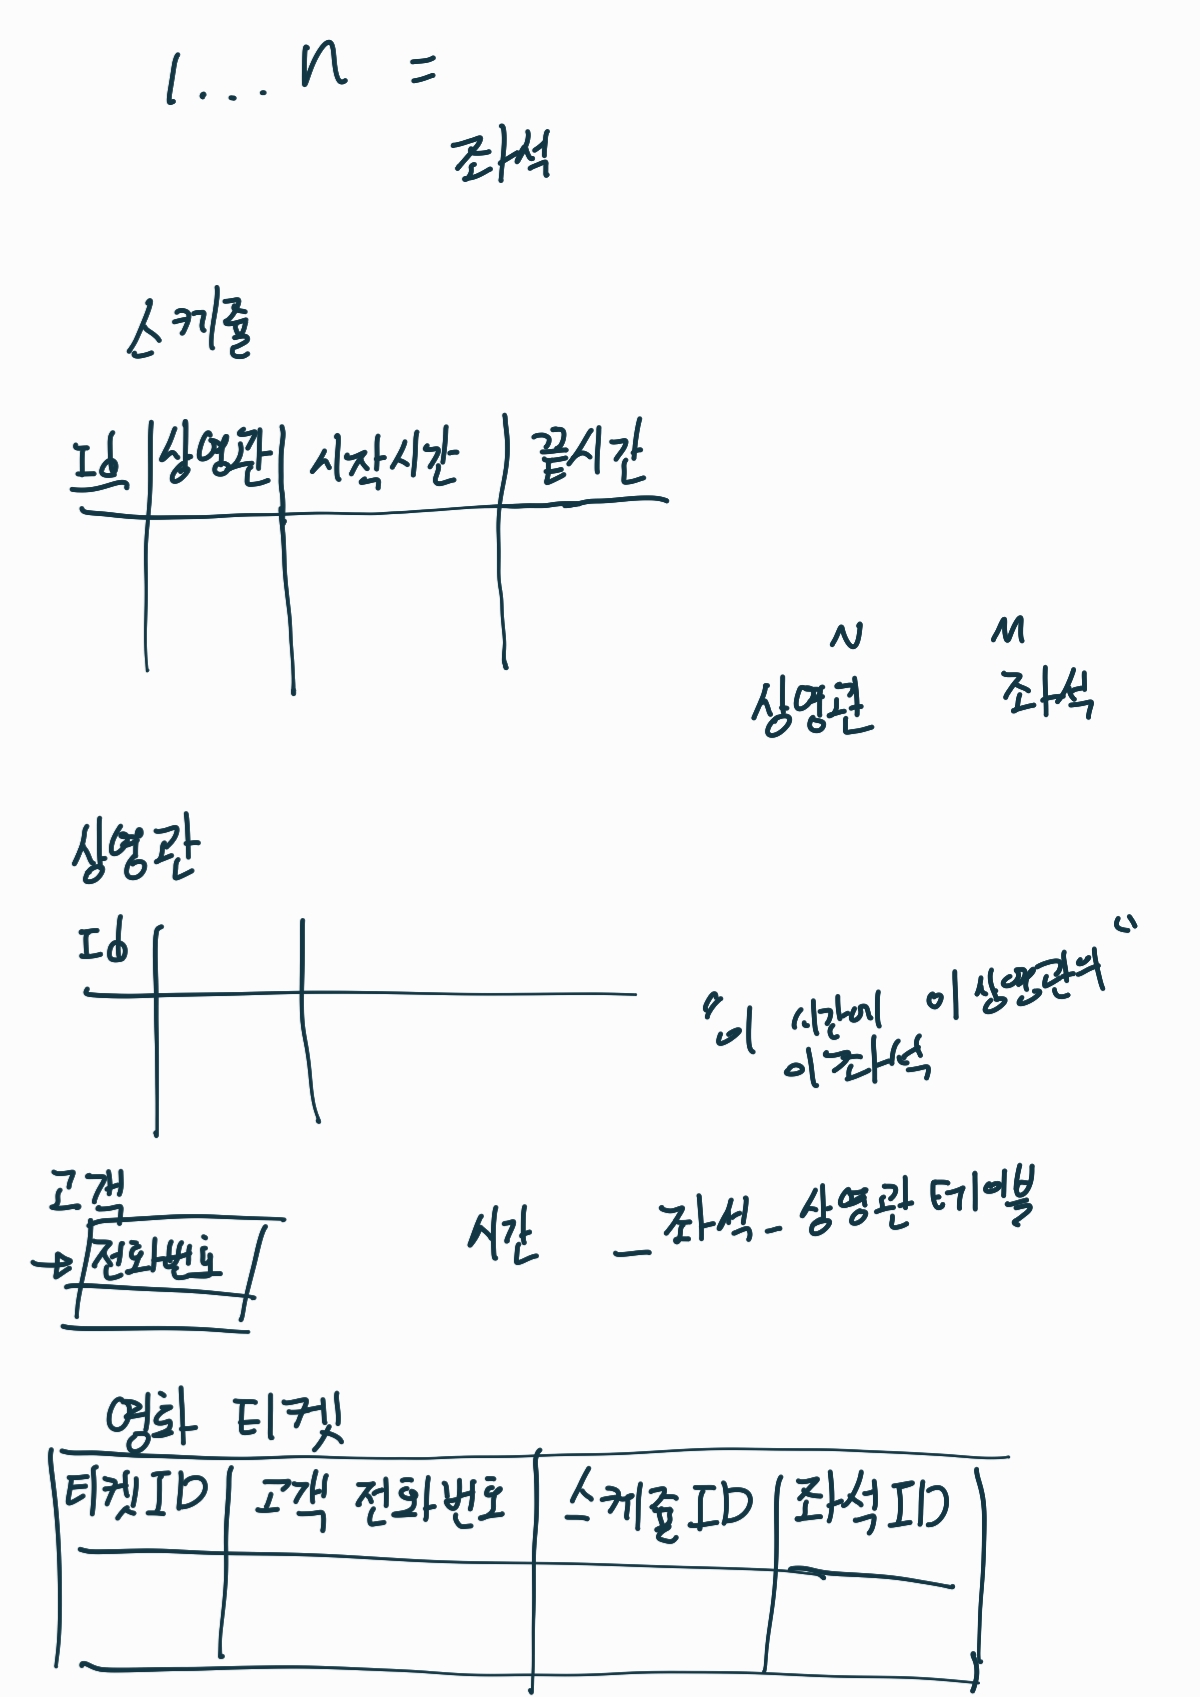 1 . . . n =
좌석
스케줄
Id 상영관 시작시간 끝시간
N M
상영관 좌석
상영관
Id
"이 시간에 이 상영관의"
이 좌석
고객
전화번호
시간 _ 좌석 _ 상영관 테이블
영화 티켓
티켓ID 고객 전화번호 스케줄ID 좌석ID